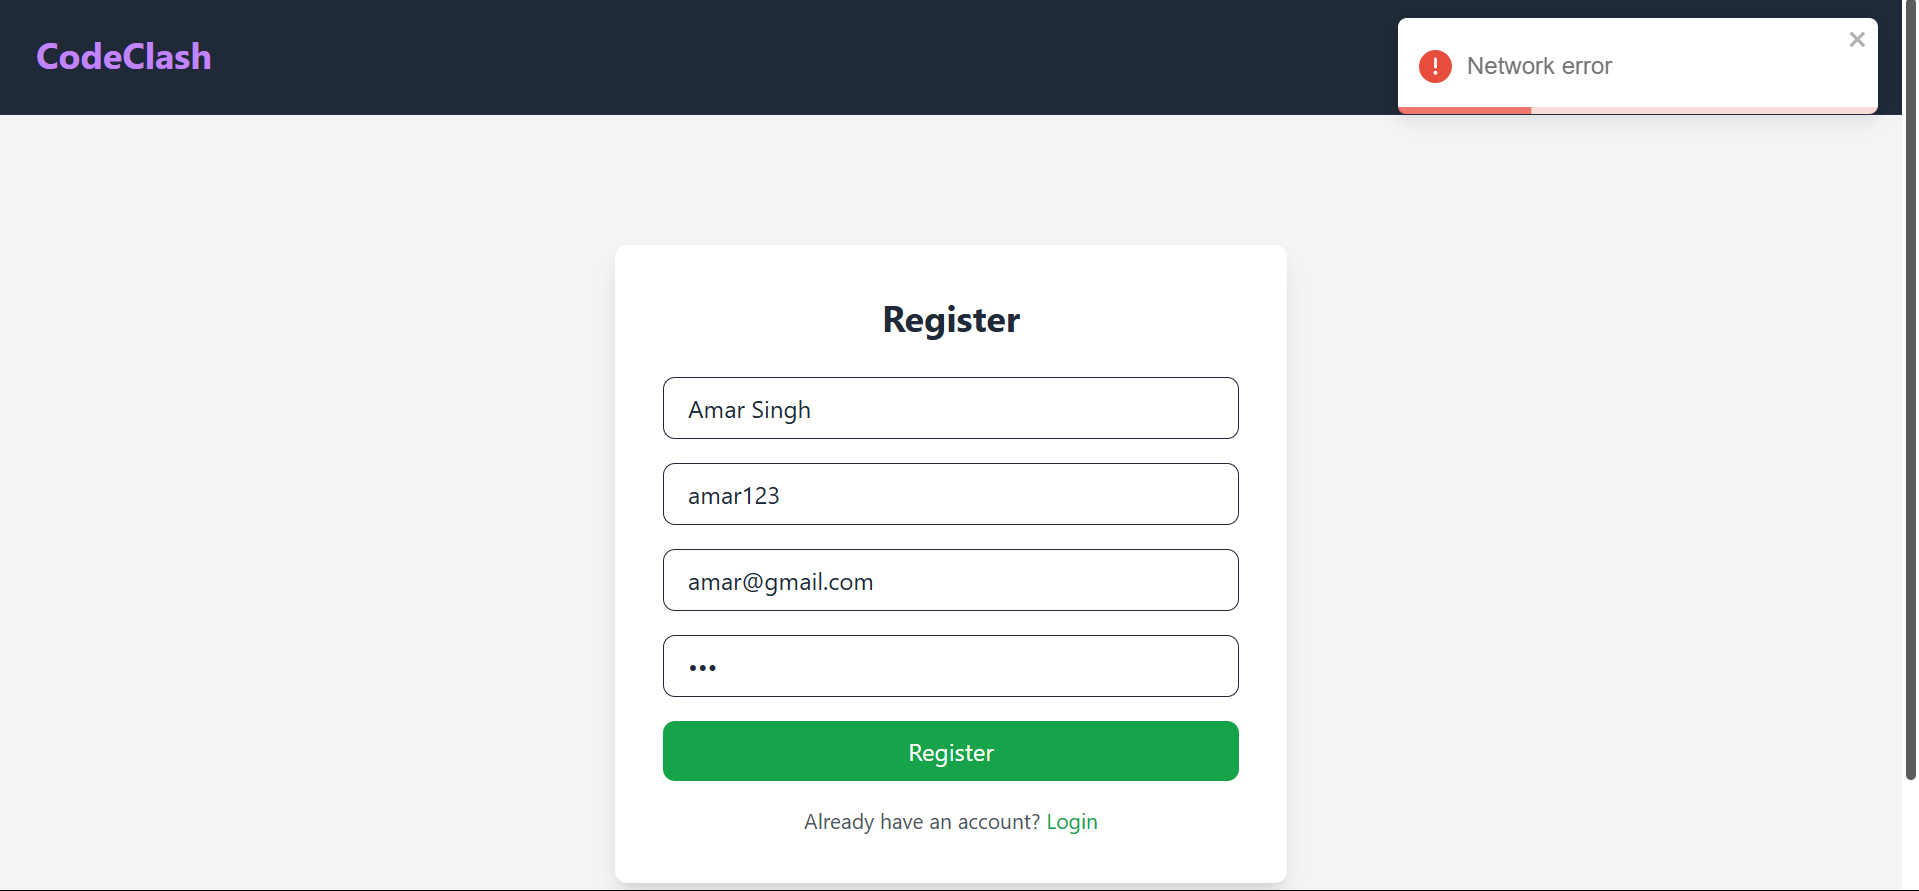 CodeClash
Network error
Register
Amar Singh
amar123
amar@gmail.com
•••
Register
Already have an account? Login